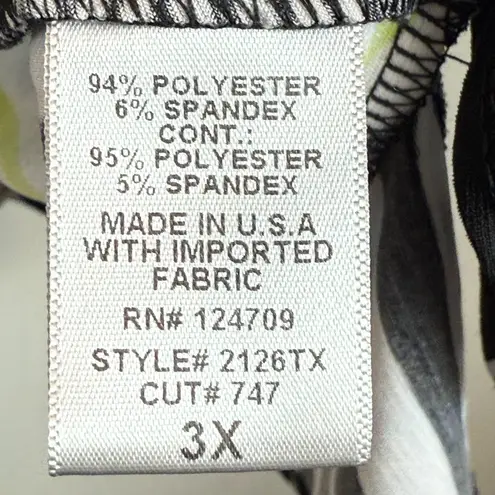 94% POLYESTER
6% SPANDEX
CONT.:
95% POLYESTER
5% SPANDEX
MADE IN U.S.A
WITH IMPORTED
FABRIC
RN# 124709
STYLE# 2126TX
CUT# 747
3X